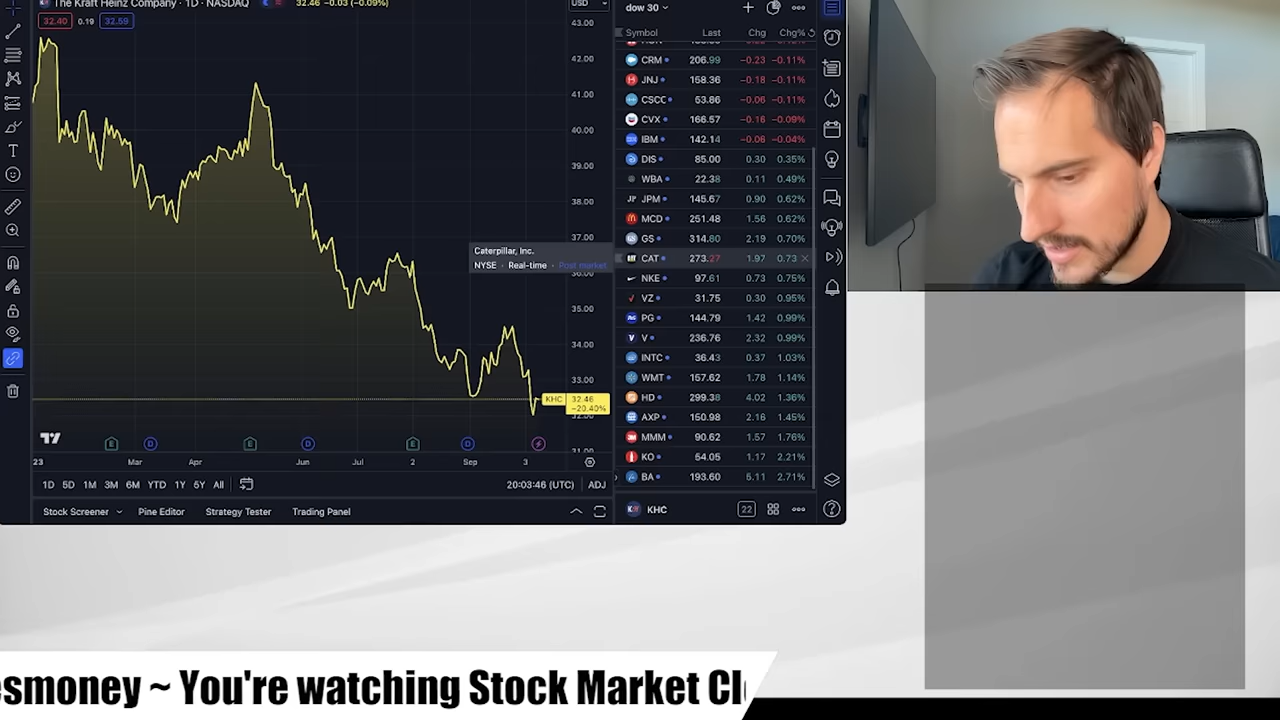 The Kraft Heinz Company · 1D · NASDAQ
32.46 −0.03 (−0.09%)
USD
32.40 0.19 32.59
43.00
42.00
41.00
40.00
39.00
38.00
37.00
36.00
35.00
34.00
33.00
32.00
31.00
Caterpillar, Inc.
NYSE · Real-time · Post market
KHC 32.46
−20.40%
E D E D E D
23 Mar Apr Jun Jul 2 Sep 3
1D 5D 1M 3M 6M YTD 1Y 5Y All
20:03:46 (UTC) ADJ
Stock Screener Pine Editor Strategy Tester Trading Panel
dow 30
Symbol Last Chg Chg%
CRM 206.99 −0.23 −0.11%
JNJ 158.36 −0.18 −0.11%
CSCO 53.86 −0.06 −0.11%
CVX 166.57 −0.16 −0.09%
IBM 142.14 −0.06 −0.04%
DIS 85.00 0.30 0.35%
WBA 22.38 0.11 0.49%
JPM 145.67 0.90 0.62%
MCD 251.48 1.56 0.62%
GS 314.80 2.19 0.70%
CAT 273.27 1.97 0.73
NKE 97.61 0.73 0.75%
VZ 31.75 0.30 0.95%
PG 144.79 1.42 0.99%
V 236.76 2.32 0.99%
INTC 36.43 0.37 1.03%
WMT 157.62 1.78 1.14%
HD 299.38 4.02 1.36%
AXP 150.98 2.16 1.45%
MMM 90.62 1.57 1.76%
KO 54.05 1.17 2.21%
BA 193.60 5.11 2.71%
KHC
22
esmoney ~ You're watching Stock Market Cl